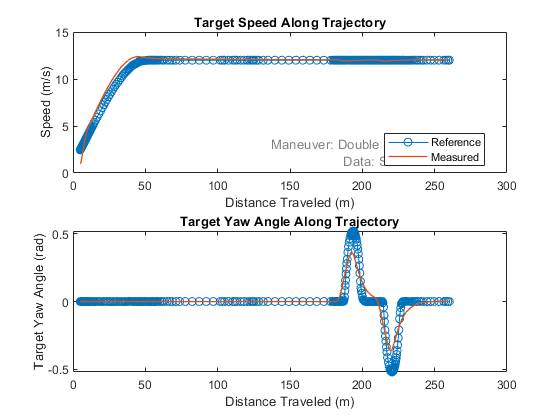 Target Speed Along Trajectory
15
10
5
0
Speed (m/s)
Maneuver: Double
Data:
Reference
Measured
0 50 100 150 200 250 300
Distance Traveled (m)
Target Yaw Angle Along Trajectory
0.5
0
-0.5
Target Yaw Angle (rad)
0 50 100 150 200 250 300
Distance Traveled (m)